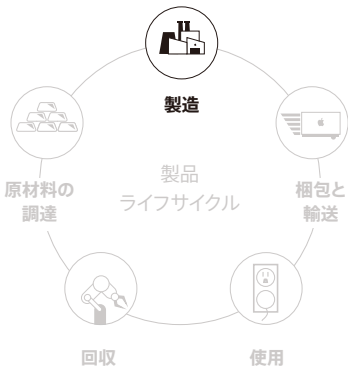 製造
原材料の
調達
製品
ライフサイクル
梱包と
輸送
回収
使用